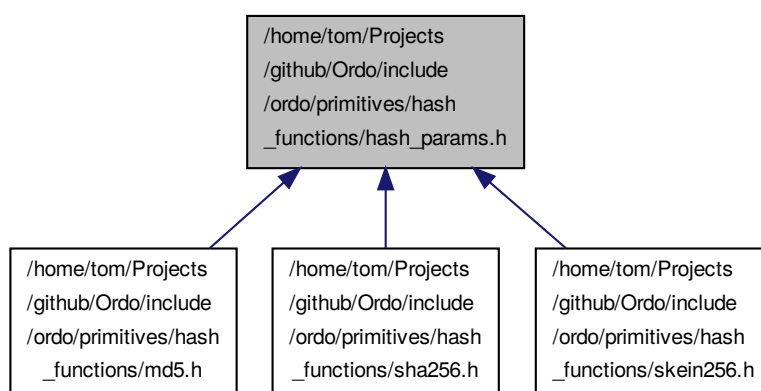 /home/tom/Projects
/github/Ordo/include
/ordo/primitives/hash
_functions/hash_params.h
/home/tom/Projects
/github/Ordo/include
/ordo/primitives/hash
_functions/md5.h
/home/tom/Projects
/github/Ordo/include
/ordo/primitives/hash
_functions/sha256.h
/home/tom/Projects
/github/Ordo/include
/ordo/primitives/hash
_functions/skein256.h